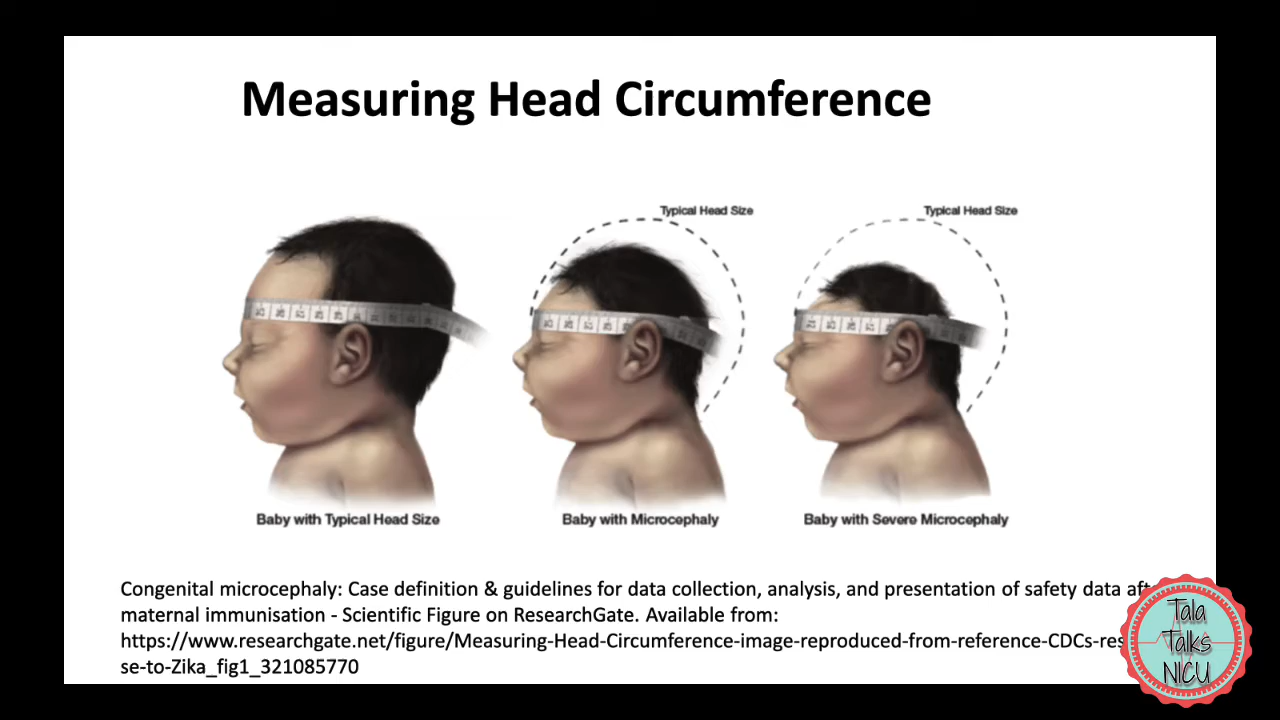 Measuring Head Circumference
Typical Head Size
Typical Head Size
Baby with Typical Head Size
Baby with Microcephaly
Baby with Severe Microcephaly
Congenital microcephaly: Case definition & guidelines for data collection, analysis, and presentation of safety data
maternal immunisation - Scientific Figure on ResearchGate. Available from:
https://www.researchgate.net/figure/Measuring-Head-Circumference-image-reproduced-from-reference-CDCs-res
se-to-Zika_fig1_321085770
Tala
Talks
NICU